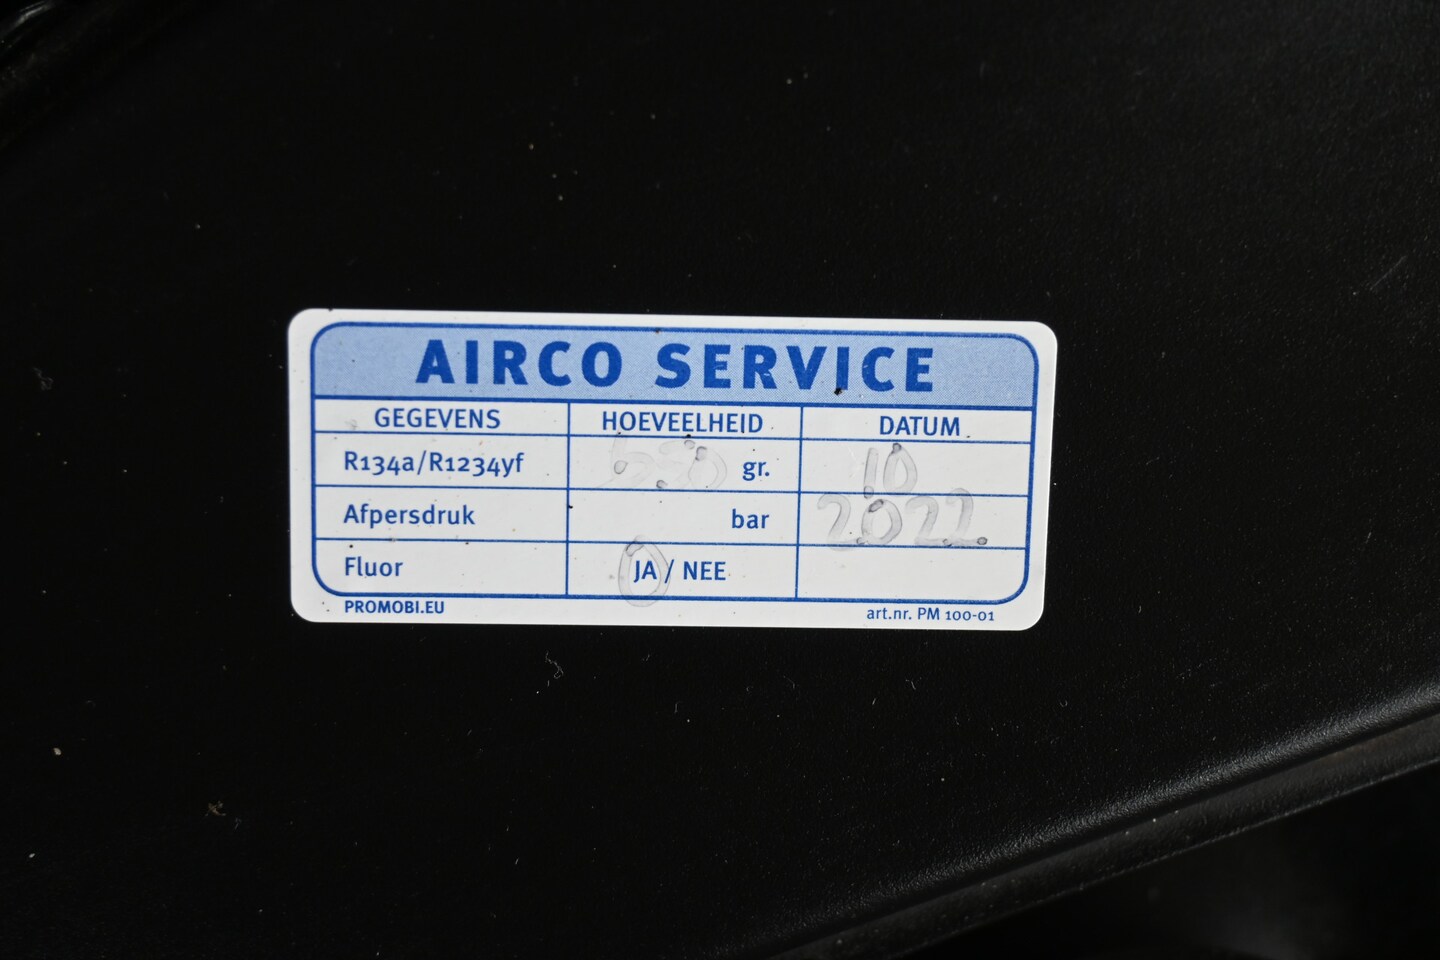 AIRCO SERVICE
GEGEVENS HOEVEELHEID DATUM
R134a/R1234yf gr. 10
Afpersdruk bar 2022
Fluor JA / NEE
PROMOBI.EU art.nr. PM 100-01